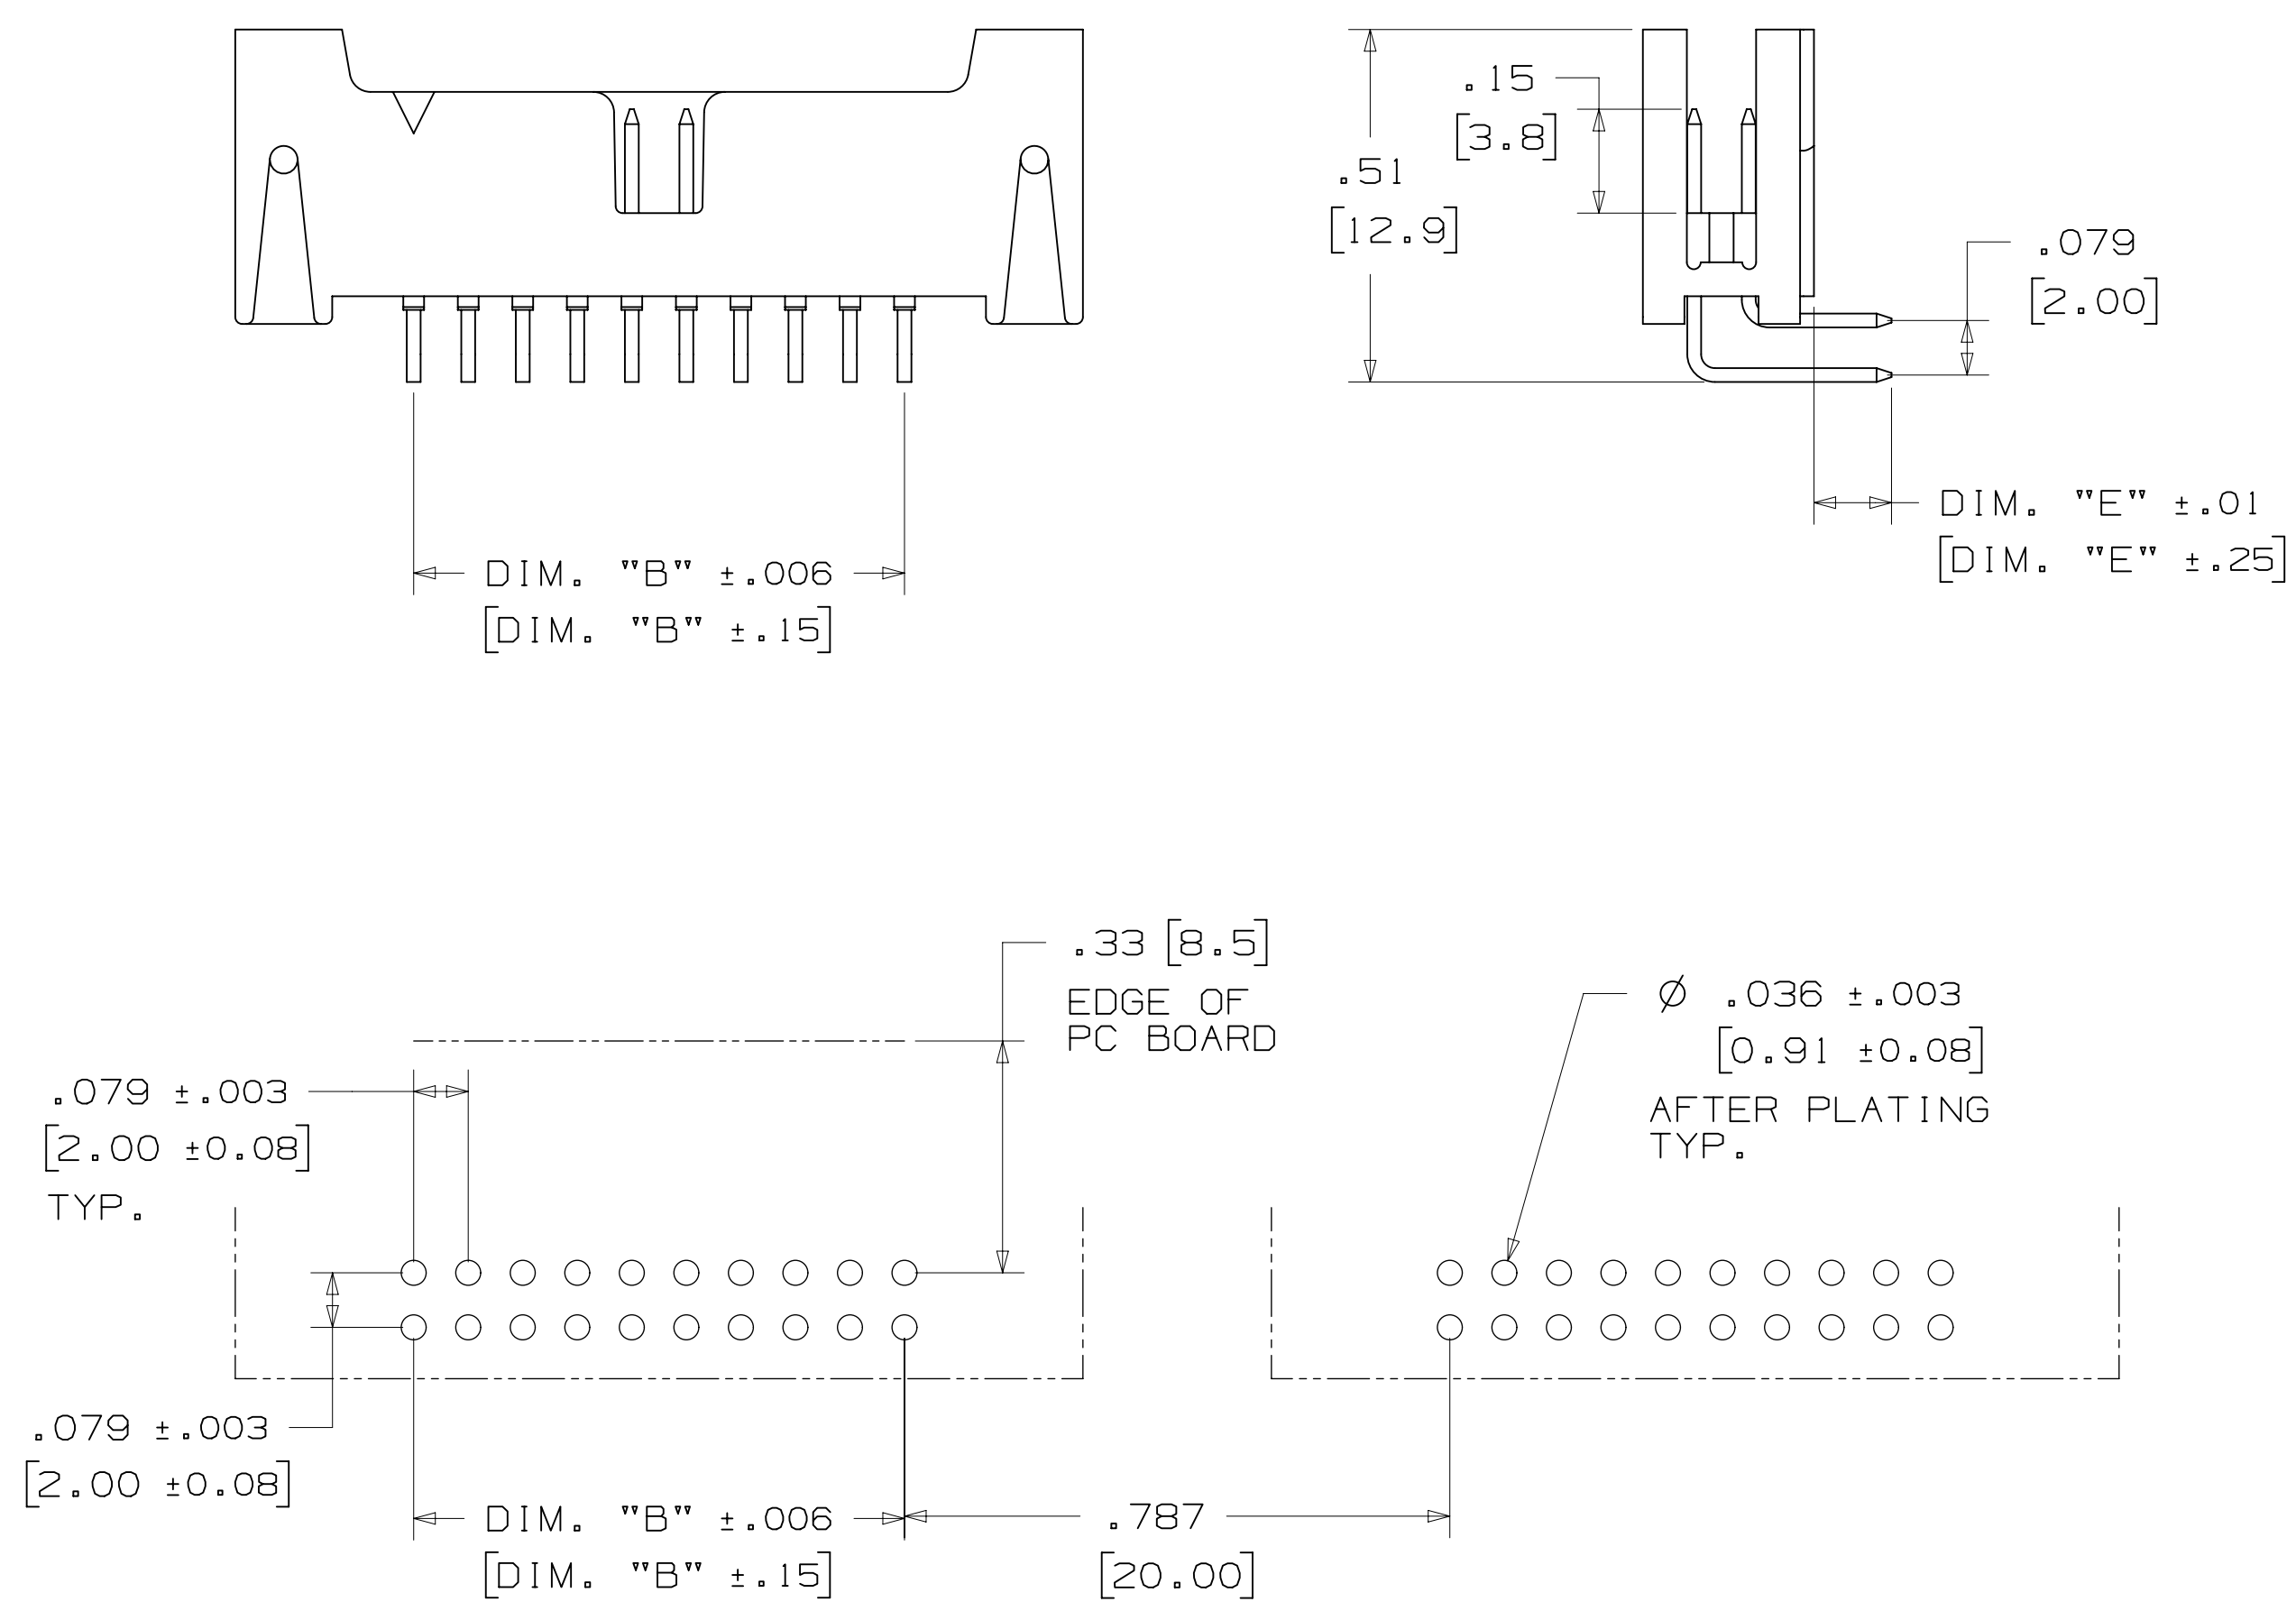 .15
[3.8]
.51
[12.9]
.079
[2.00]
DIM. "E" ±.01
[DIM. "E" ±.25]
DIM. "B" ±.006
[DIM. "B" ±.15]
.33 [8.5]
EDGE OF
PC BOARD
Ø .036 ±.003
[0.91 ±0.08]
AFTER PLATING
TYP.
.079 ±.003
[2.00 ±0.08]
TYP.
.079 ±.003
[2.00 ±0.08]
DIM. "B" ±.006
[DIM. "B" ±.15]
.787
[20.00]